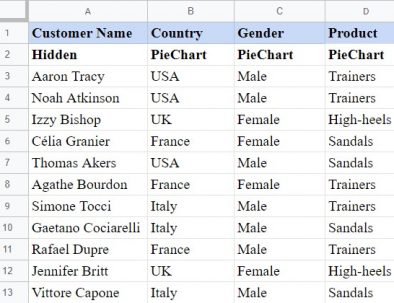 A B C D
1 Customer Name Country Gender Product
2 Hidden PieChart PieChart PieChart
3 Aaron Tracy USA Male Trainers
4 Noah Atkinson USA Male Trainers
5 Izzy Bishop UK Female High-heels
6 Célia Granier France Female Sandals
7 Thomas Akers USA Male Sandals
8 Agathe Bourdon France Female Trainers
9 Simone Tocci Italy Male Trainers
10 Gaetano Cociarelli Italy Male Sandals
11 Rafael Dupre France Male Trainers
12 Jennifer Britt UK Female High-heels
13 Vittore Capone Italy Male Sandals